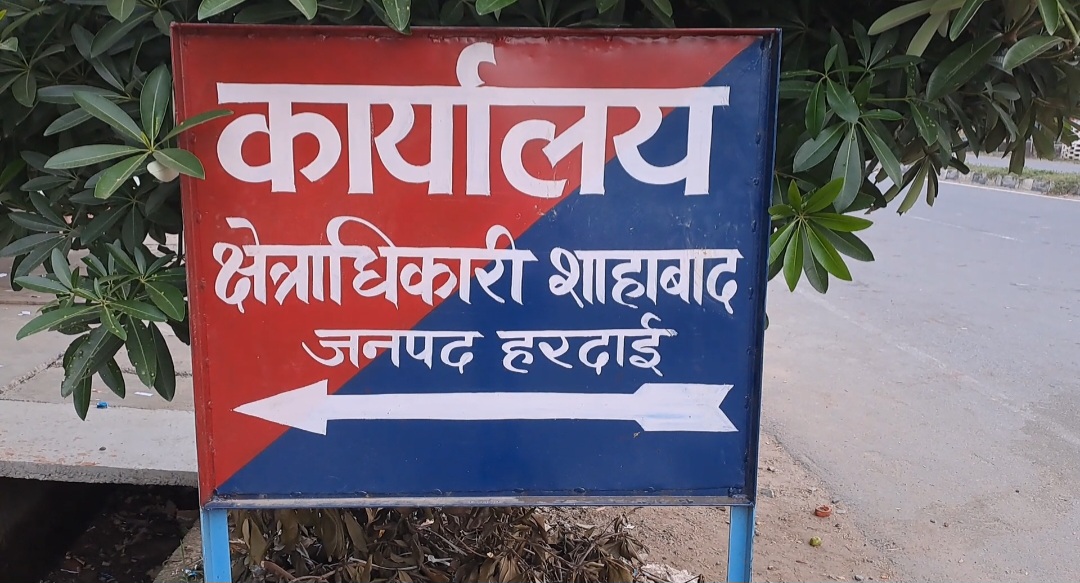 कार्यालय
क्षेत्राधिकारी शाहाबाद
जनपद हरदाई